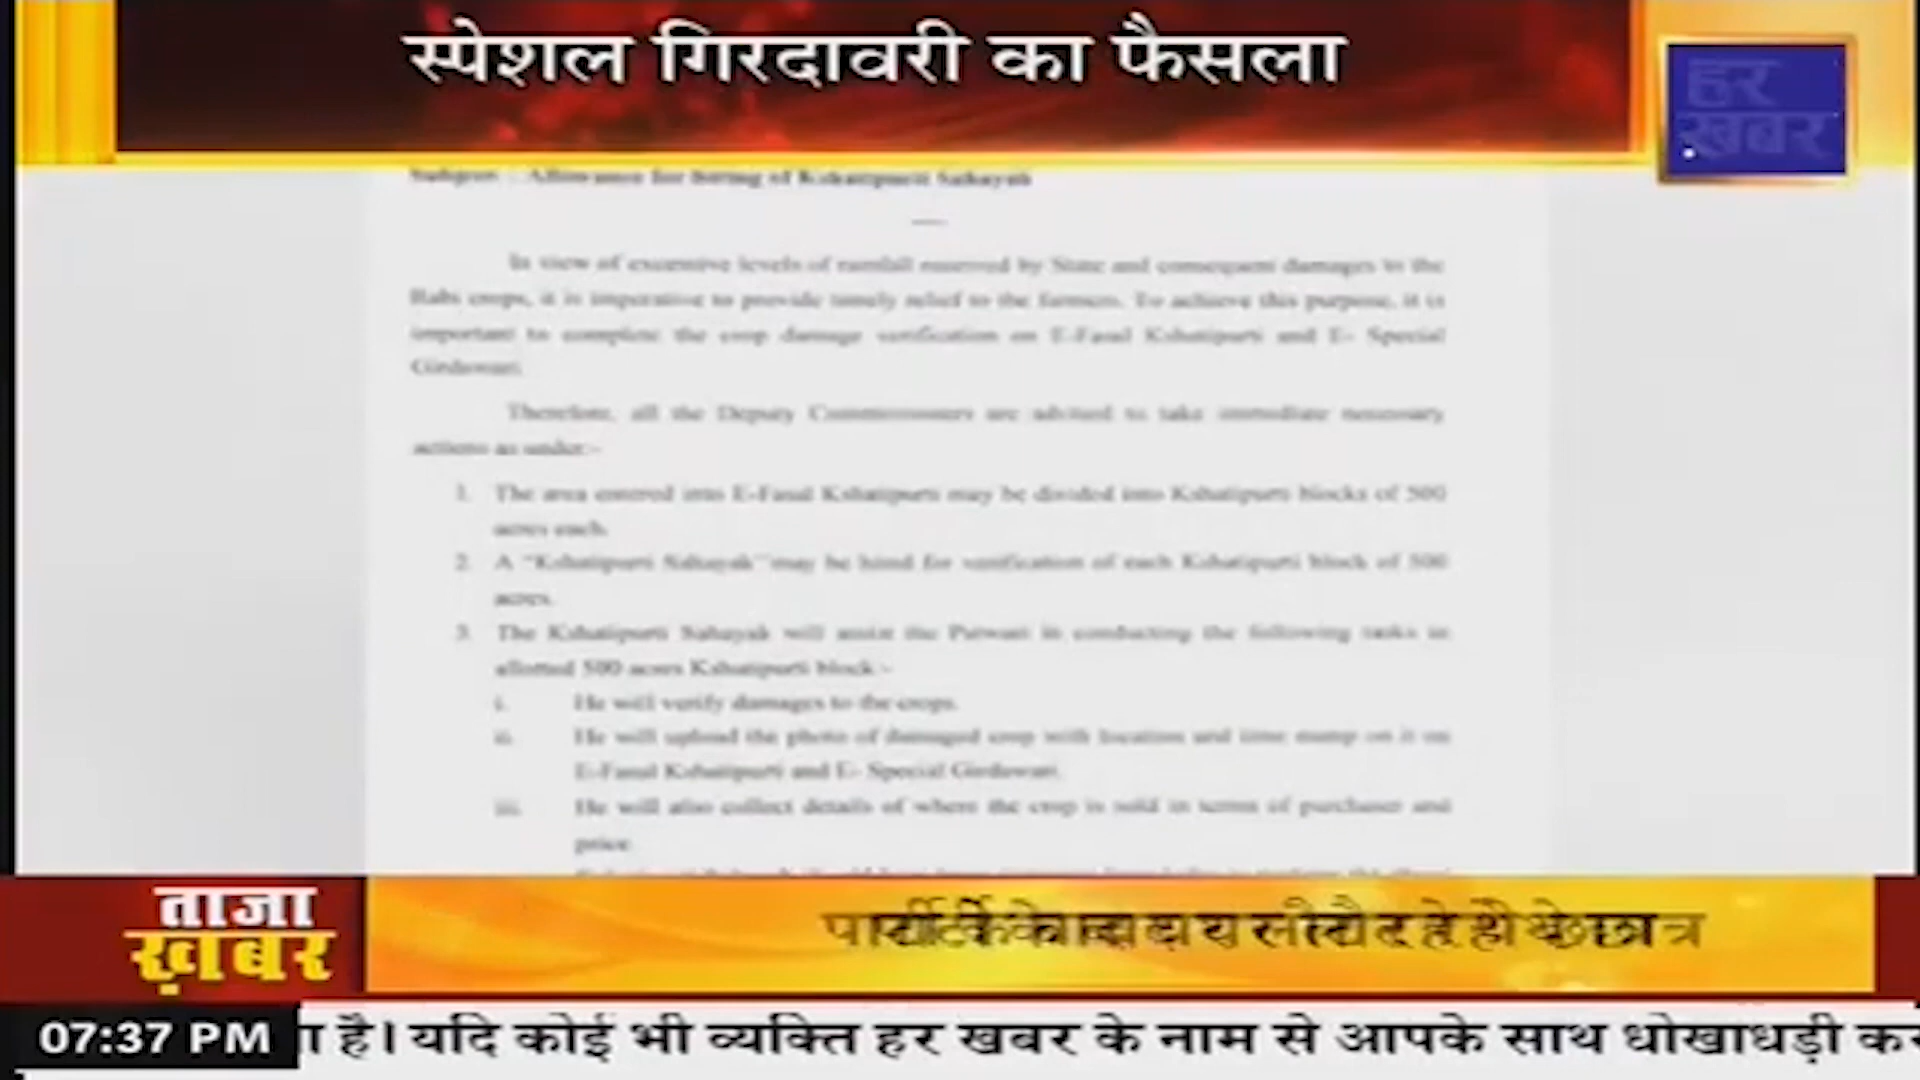 स्पेशल गिरदावरी का फैसला
हर
खबर
Subject : Allowance for hiring of Kshatipurti Sahayak
In view of excessive levels of rainfall received by State and consequent damages to the
Rabi crops, it is imperative to provide timely relief to the farmers. To achieve this purpose, it is
important to complete the crop damage verification on E-Fasal Kshatipurti and E- Special
Girdawari.
Therefore, all the Deputy Commissioners are advised to take immediate necessary
actions as under:-
1. The area entered into E-Fasal Kshatipurti may be divided into Kshatipurti blocks of 500
acres each.
2. A "Kshatipurti Sahayak" may be hired for verification of each Kshatipurti block of 500
acres.
3. The Kshatipurti Sahayak will assist the Patwari in conducting the following tasks in
allotted 500 acres Kshatipurti block:-
i. He will verify damages to the crops.
ii. He will upload the photo of damaged crop with location and time stamp on it on
E-Fasal Kshatipurti and E- Special Girdawari.
iii. He will also collect details of where the crop is sold in terms of purchaser and
price.
ताजा
ख़बर
07:37 PM
है। यदि कोई भी व्यक्ति हर खबर के नाम से आपके साथ धोखाधड़ी